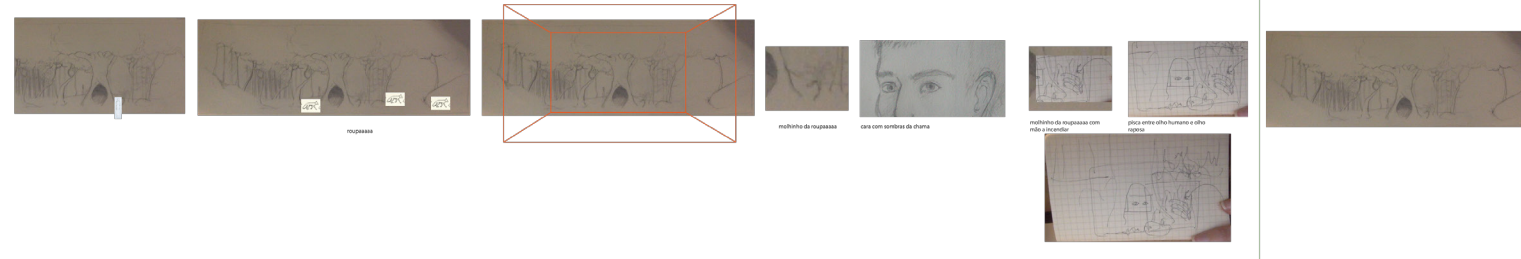 roupaaaaa
molhinho da roupaaaaa
cara com sombras da chama
molhinho da roupaaaaa com
mão a incendiar
pisca entre olho humano e olho
raposa